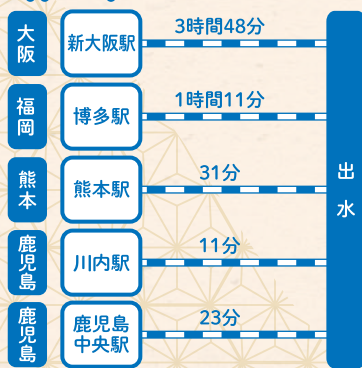 大阪
新大阪駅
3時間48分
福岡
博多駅
1時間11分
熊本
熊本駅
31分
鹿児島
川内駅
11分
鹿児島
鹿児島
中央駅
23分
出水